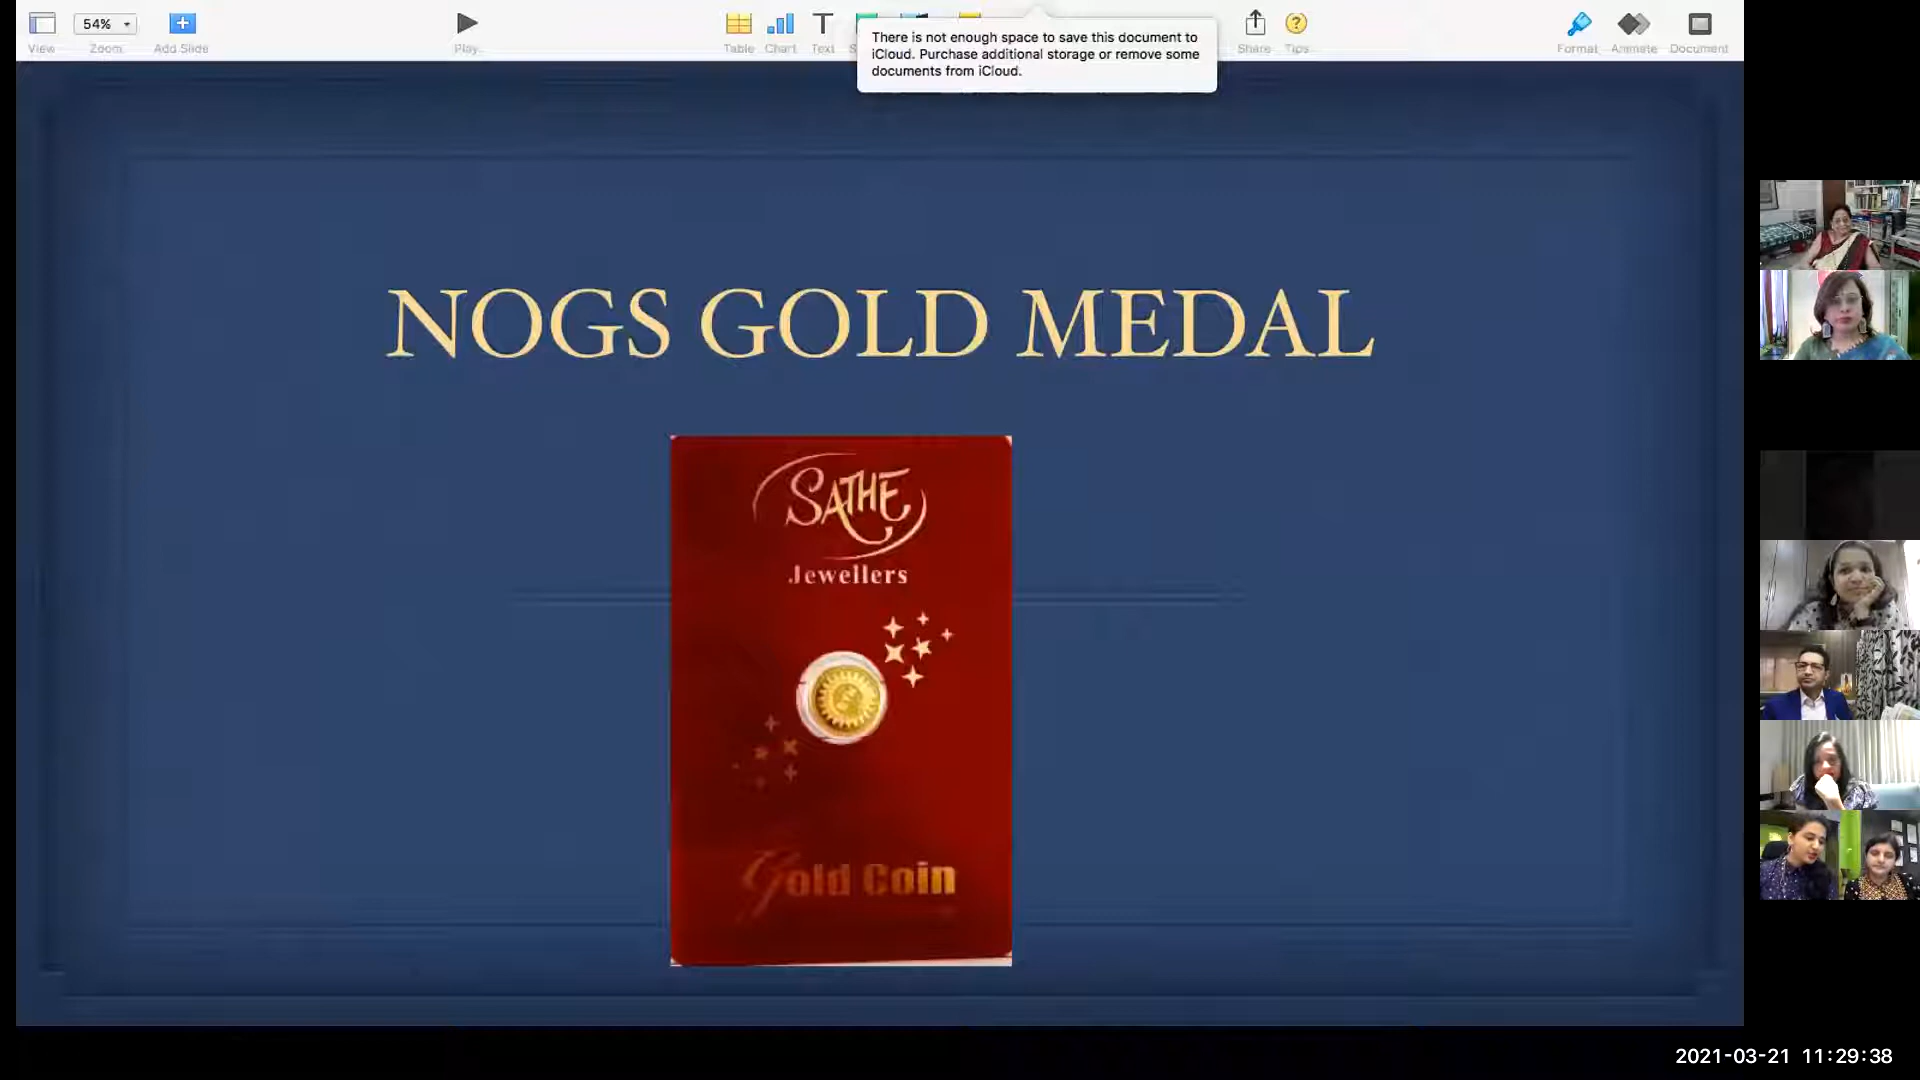 54%
View
Zoom
Add Slide
Play
Table
Chart
Text
There is not enough space to save this document to
iCloud. Purchase additional storage or remove some
documents from iCloud.
Share
Tips
Format
Animate
Document
NOGS GOLD MEDAL
SATHE
Jewellers
Gold Coin
2021-03-21 11:29:38